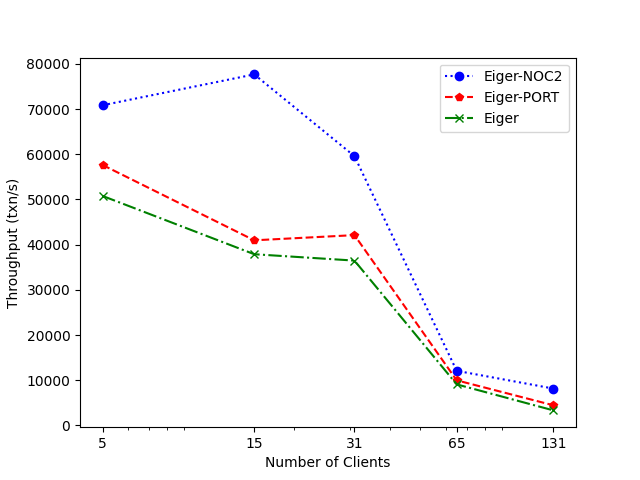 80000
70000
60000
50000
40000
30000
20000
10000
0
Throughput (txn/s)
5 15 31 65 131
Number of Clients
Eiger-NOC2
Eiger-PORT
Eiger